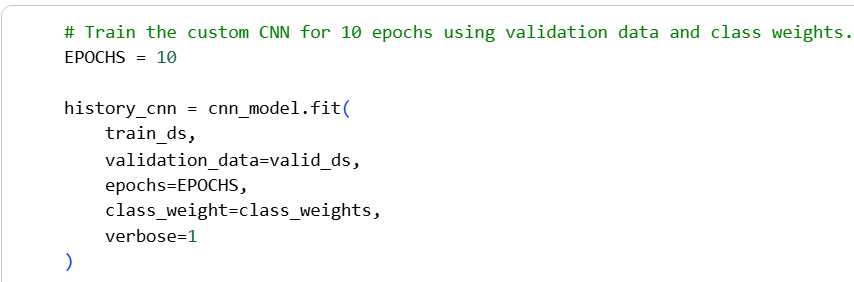 # Train the custom CNN for 10 epochs using validation data and class weights.
EPOCHS = 10
history_cnn = cnn_model.fit(
train_ds,
validation_data=valid_ds,
epochs=EPOCHS,
class_weight=class_weights,
verbose=1
)